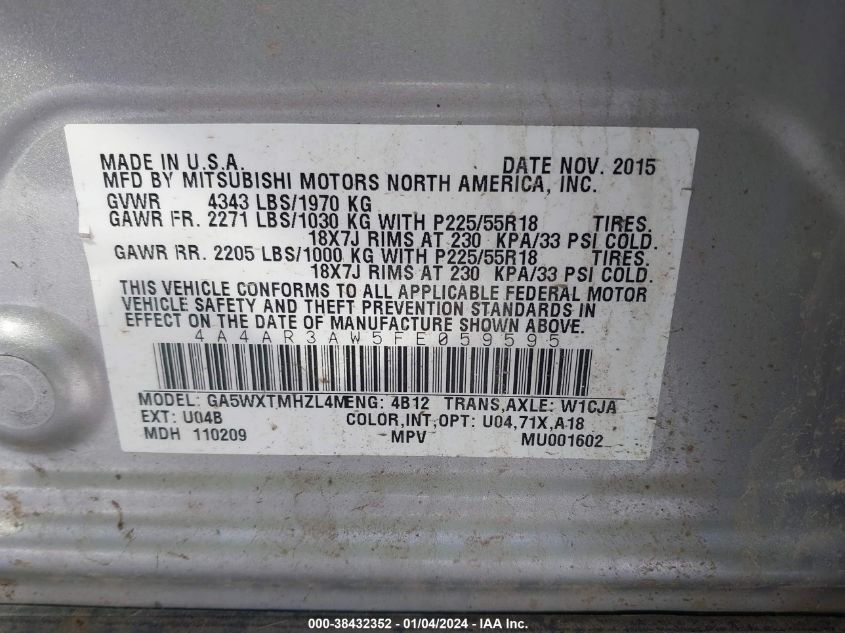 MADE IN U.S.A. DATE NOV. 2015
MFD BY MITSUBISHI MOTORS NORTH AMERICA, INC.
GVWR 4343 LBS/1970 KG
GAWR FR. 2271 LBS/1030 KG WITH P225/55R18 TIRES.
18X7J RIMS AT 230 KPA/33 PSI COLD.
GAWR RR. 2205 LBS/1000 KG WITH P225/55R18 TIRES.
18X7J RIMS AT 230 KPA/33 PSI COLD.
THIS VEHICLE CONFORMS TO ALL APPLICABLE FEDERAL MOTOR
VEHICLE SAFETY AND THEFT PREVENTION STANDARDS IN
EFFECT ON THE DATE OF MANUFACTURE SHOWN ABOVE.
4A4AR3AW5FE059595
MODEL: GA5WXTMHZL4M ENG: 4B12 TRANS,AXLE: W1CJA
EXT: U04B COLOR,INT,OPT: U04,71X,A18
MDH 110209 MPV MU001602
000-38432352 - 01/04/2024 - IAA Inc.